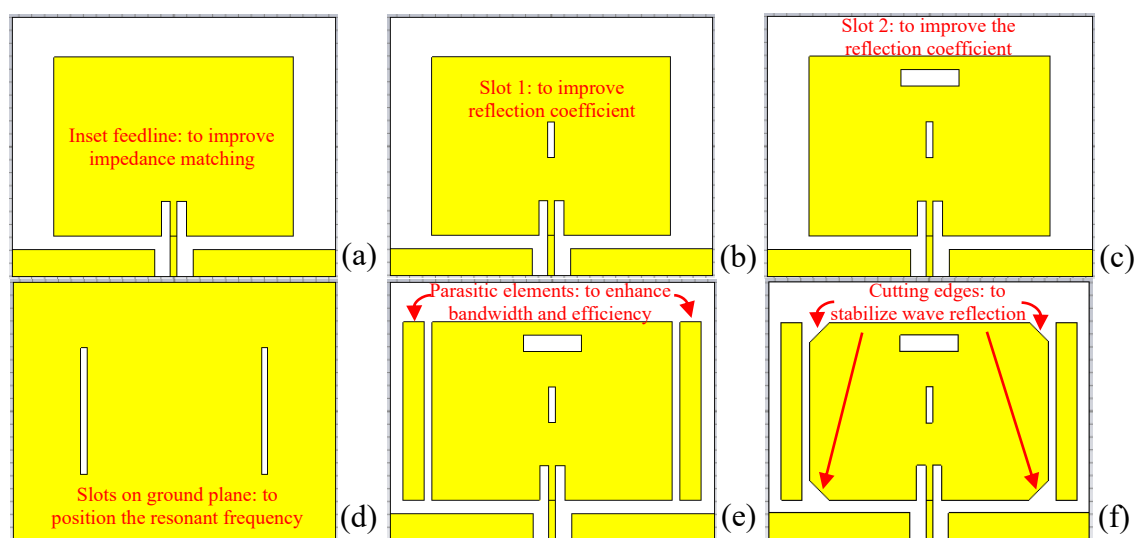 Inset feedline: to improve
impedance matching
(a)
Slot 1: to improve
reflection coefficient
(b)
Slot 2: to improve the
reflection coefficient
(c)
Slots on ground plane: to
position the resonant frequency
(d)
Parasitic elements: to enhance
bandwidth and efficiency
(e)
Cutting edges: to
stabilize wave reflection
(f)